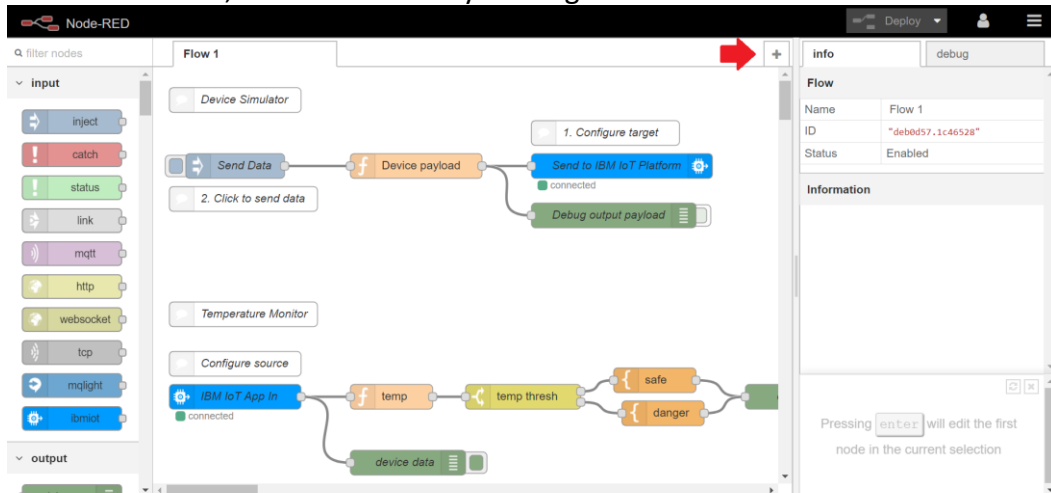 Node-RED
Deploy
filter nodes
Flow 1
+
info
debug
input
inject
catch
status
link
mqtt
http
websocket
tcp
mqlight
ibmiot
output
Device Simulator
1. Configure target
Send Data
f
Device payload
Send to IBM IoT Platform
connected
2. Click to send data
Debug output payload
Temperature Monitor
Configure source
IBM IoT App In
connected
f
temp
temp thresh
{
safe
{
danger
device data
Flow
Name Flow 1
ID "deb0d57.1c46528"
Status Enabled
Information
Pressing enter will edit the first
node in the current selection